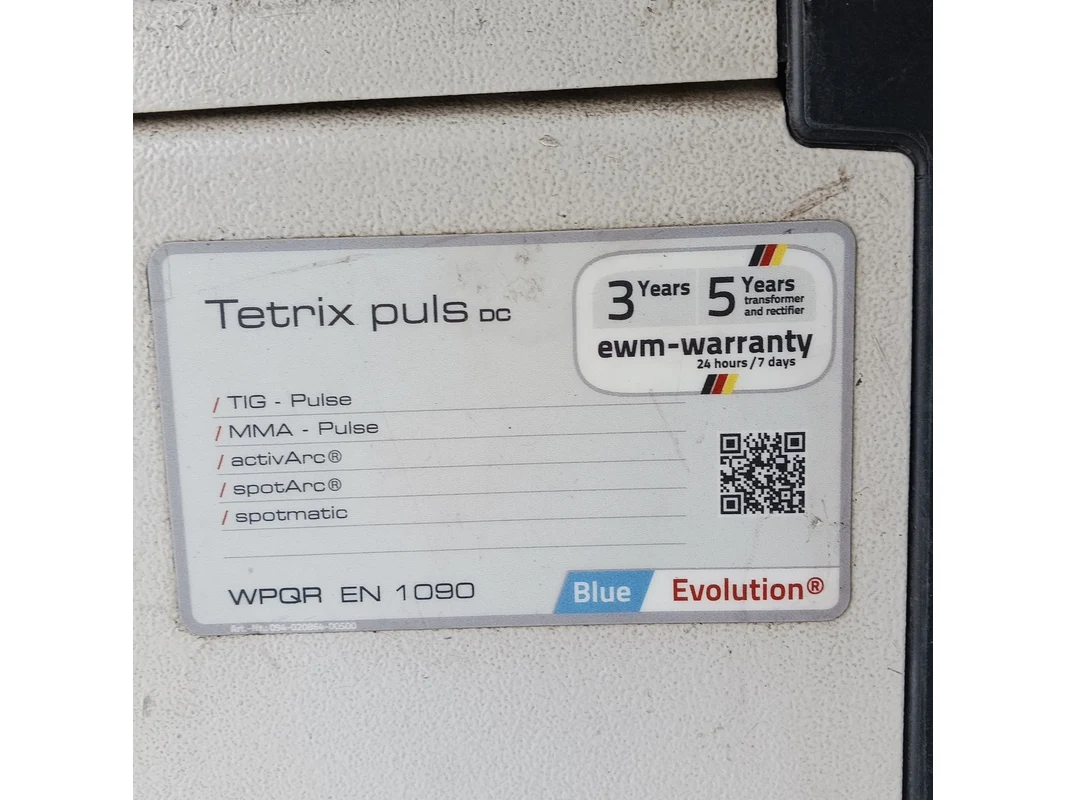 Tetrix puls DC
3 Years
5 Years
transformer
and rectifier
ewm-warranty
24 hours / 7 days
/ TIG - Pulse
/ MMA - Pulse
/ activArc®
/ spotArc®
/ spotmatic
WPQR EN 1090
Blue Evolution®